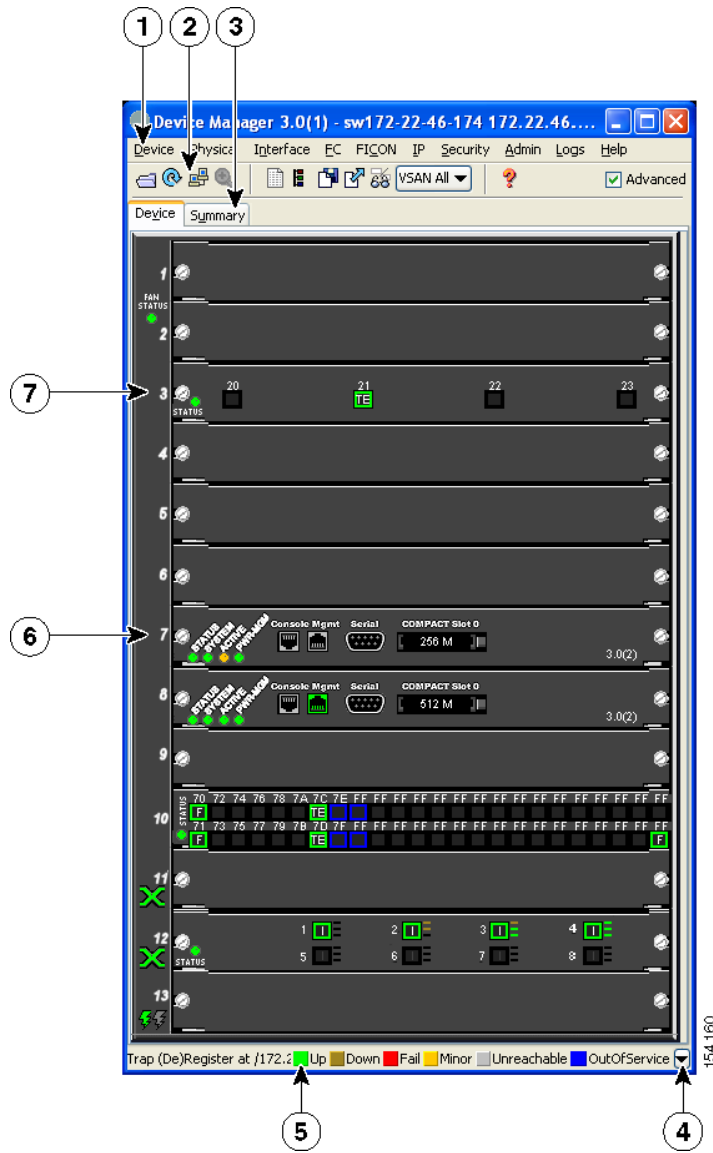 1 2 3
Device Manager 3.0(1) - sw172-22-46-174 172.22.46....
Device Physical Interface FC FICON IP Security Admin Logs Help
VSAN All ? Advanced
Device Summary
1
FAN
STATUS
2
20 21 22 23
7
3
TE
STATUS
4
5
6
STATUS SYSTEM ACTIVE PWR-MGM
Console Mgmt Serial COMPACT Slot 0
6
7
256 M
3.0(2)
STATUS SYSTEM ACTIVE PWR-MGM
Console Mgmt Serial COMPACT Slot 0
8
512 M
3.0(2)
9
70 72 74 76 78 7A 7C 7E FF FF FF FF FF FF FF FF FF FF FF FF FF FF FF FF
STATUS
F TE
10
71 73 75 77 79 7B 7D 7F FF FF FF FF FF FF FF FF FF FF FF FF FF FF FF FF
F TE F
11
1 I 2 I 3 I 4 I
12
STATUS
5 6 7 8
13
Trap (De)Register at /172.2 Up Down Fail Minor Unreachable OutOfService
154160
5 4